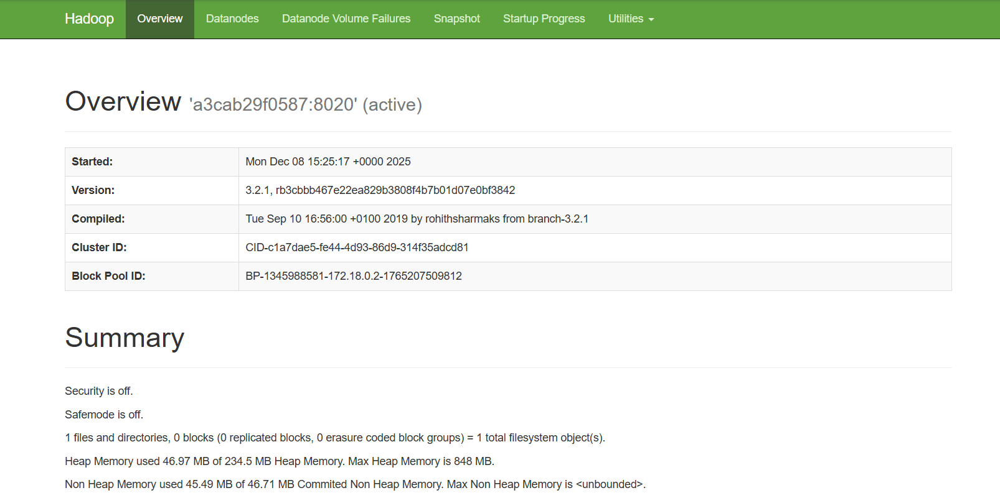 Hadoop Overview Datanodes Datanode Volume Failures Snapshot Startup Progress Utilities
Overview 'a3cab29f0587:8020' (active)
Started: Mon Dec 08 15:25:17 +0000 2025
Version: 3.2.1, rb3cbbb467e22ea829b3808f4b7b01d07e0bf3842
Compiled: Tue Sep 10 16:56:00 +0100 2019 by rohithsharmaks from branch-3.2.1
Cluster ID: CID-c1a7dae5-fe44-4d93-86d9-314f35adcd81
Block Pool ID: BP-1345988581-172.18.0.2-1765207509812
Summary
Security is off.
Safemode is off.
1 files and directories, 0 blocks (0 replicated blocks, 0 erasure coded block groups) = 1 total filesystem object(s).
Heap Memory used 46.97 MB of 234.5 MB Heap Memory. Max Heap Memory is 848 MB.
Non Heap Memory used 45.49 MB of 46.71 MB Commited Non Heap Memory. Max Non Heap Memory is <unbounded>.